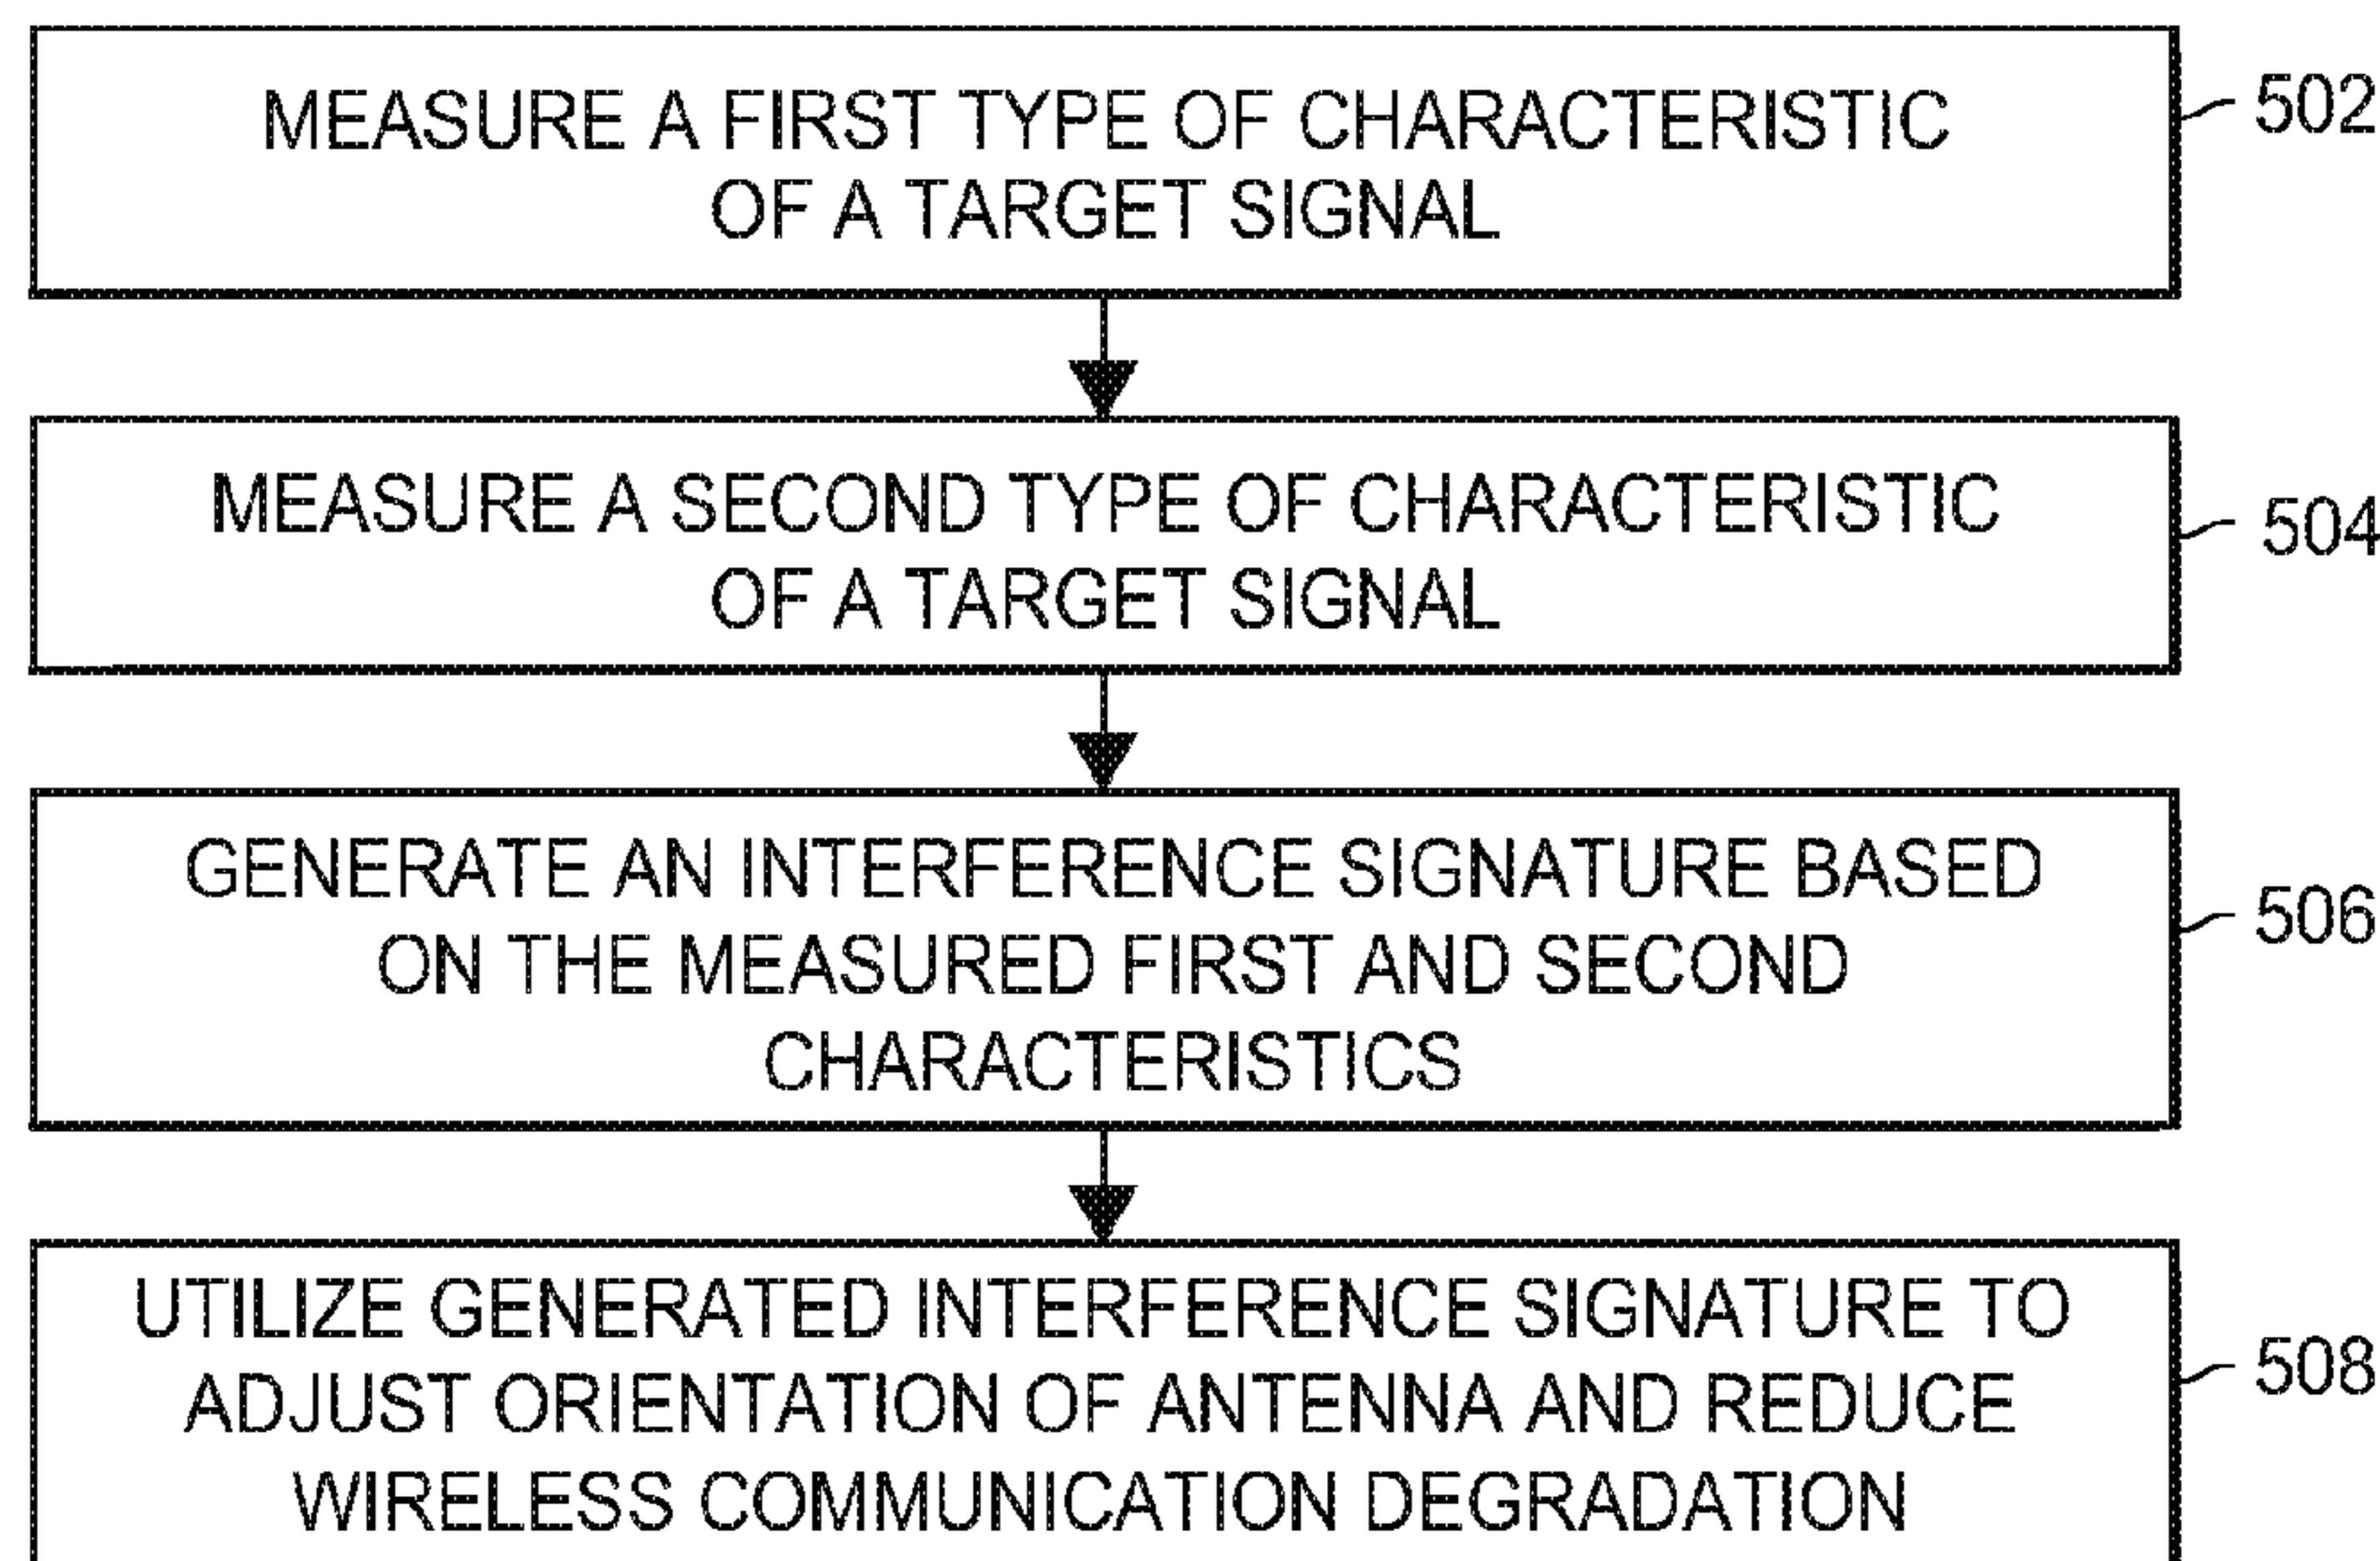 MEASURE A FIRST TYPE OF CHARACTERISTIC
OF A TARGET SIGNAL
502
MEASURE A SECOND TYPE OF CHARACTERISTIC
OF A TARGET SIGNAL
504
GENERATE AN INTERFERENCE SIGNATURE BASED
ON THE MEASURED FIRST AND SECOND
CHARACTERISTICS
506
UTILIZE GENERATED INTERFERENCE SIGNATURE TO
ADJUST ORIENTATION OF ANTENNA AND REDUCE
WIRELESS COMMUNICATION DEGRADATION
508